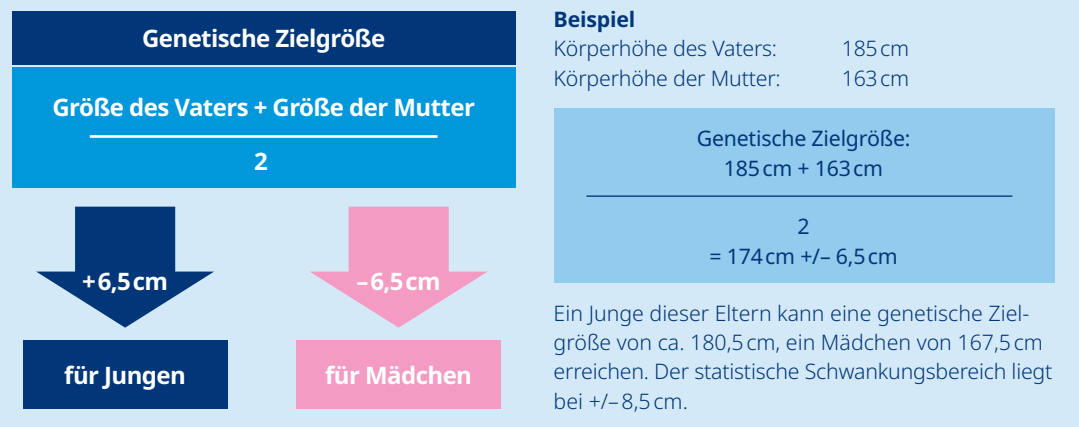 Genetische Zielgröße
Größe des Vaters + Größe der Mutter
2
+6,5 cm
–6,5 cm
für Jungen
für Mädchen
Beispiel
Körperhöhe des Vaters: 185 cm
Körperhöhe der Mutter: 163 cm
Genetische Zielgröße:
185 cm + 163 cm
2
= 174 cm +/– 6,5 cm
Ein Junge dieser Eltern kann eine genetische Ziel-
größe von ca. 180,5 cm, ein Mädchen von 167,5 cm
erreichen. Der statistische Schwankungsbereich liegt
bei +/– 8,5 cm.